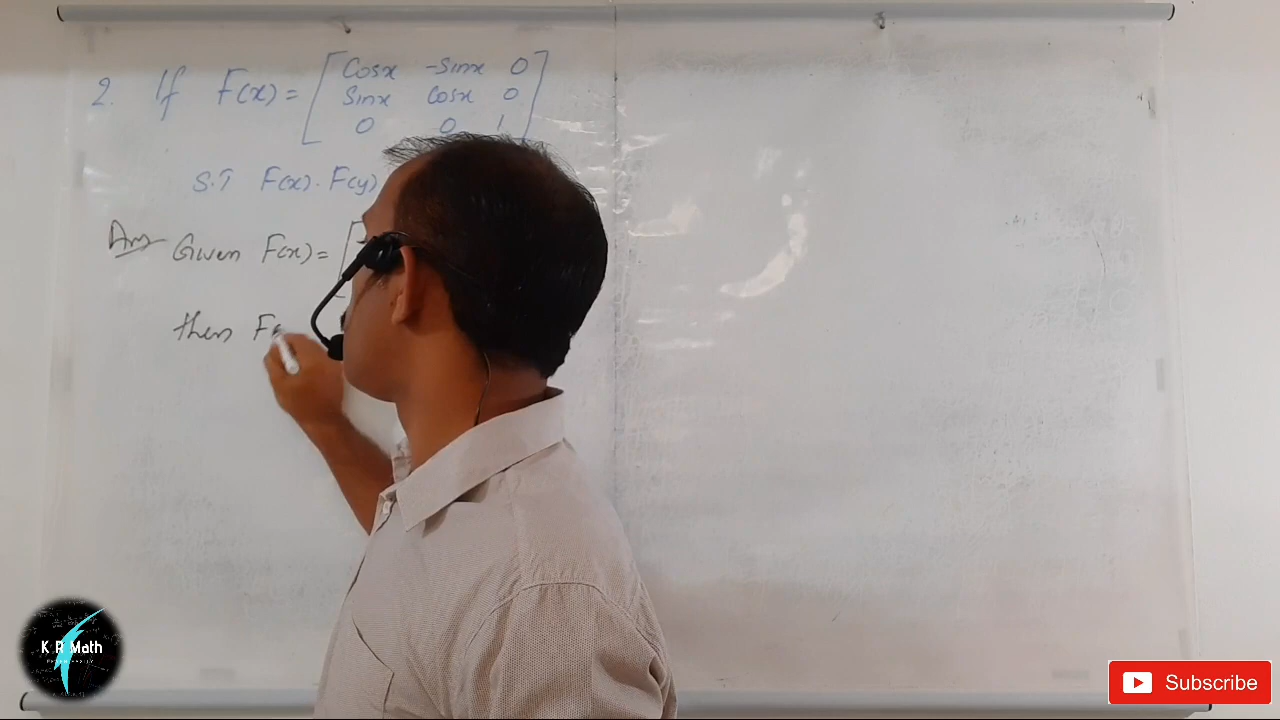 2. If F(x) = [ Cosx -Sinx 0
Sinx Cosx 0
0 0 1 ]
S.T F(x). F(y)
Ans Given F(x) = [
then F
K R Math
Subscribe